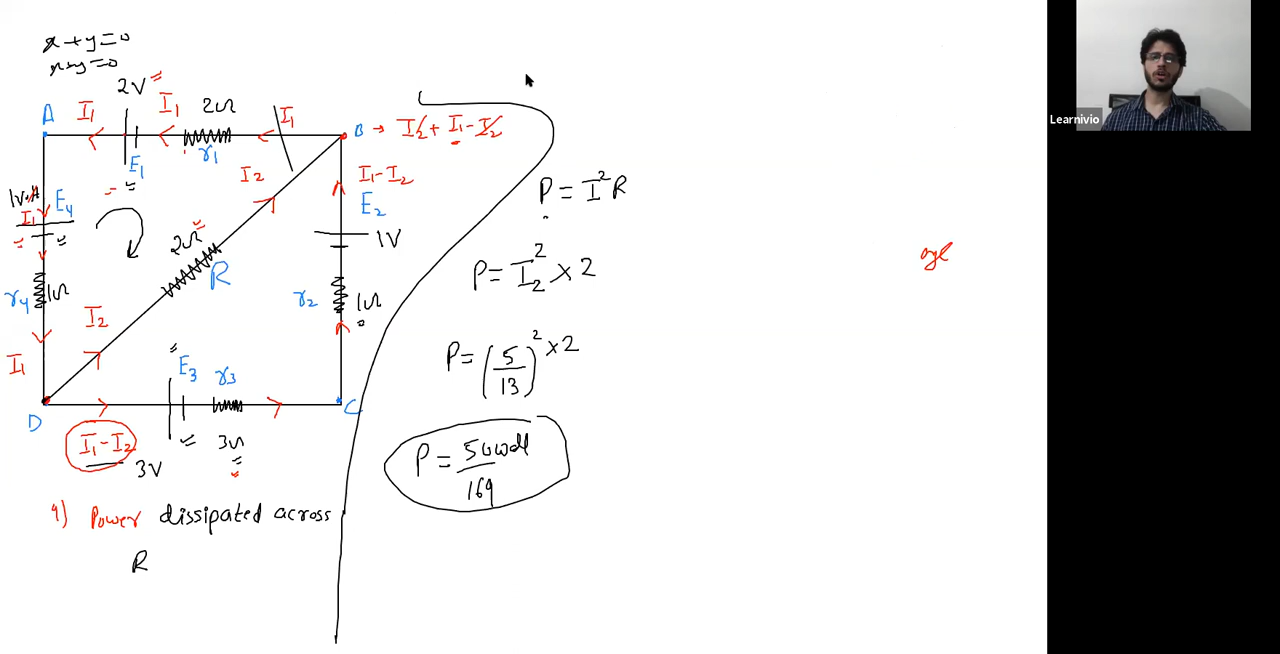 x + y = 0
x+y=0
2V
A
I1
I1
2Ω
I1
B → I2 + I1 - I2
E1
r1
I2
I1-I2
E2
E4
I1
1V
2Ω
R
r4
1Ω
r2
1Ω
I2
I1
E3
r3
D
C
I1-I2
3V
3Ω
4) Power dissipated across
R
P = I²R
P = I2² × 2
P = (5/13)² × 2
P = 50 watt/169
Learnivio